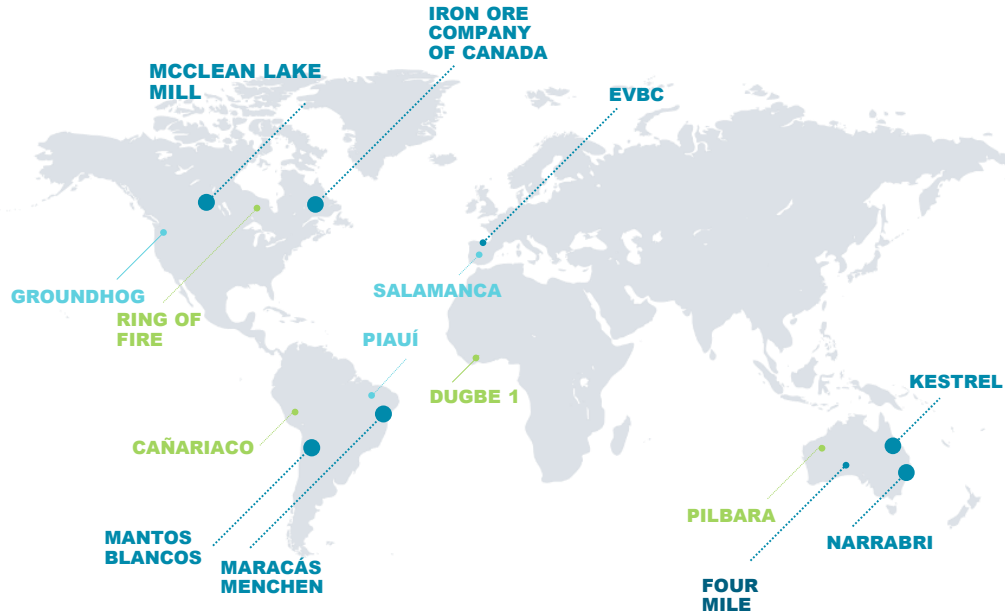 IRON ORE
COMPANY
OF CANADA
MCCLEAN LAKE
MILL
EVBC
GROUNDHOG
SALAMANCA
RING OF
FIRE
PIAUÍ
DUGBE 1
KESTREL
CAÑARIACO
PILBARA
MANTOS
BLANCOS
NARRABRI
MARACÁS
MENCHEN
FOUR
MILE